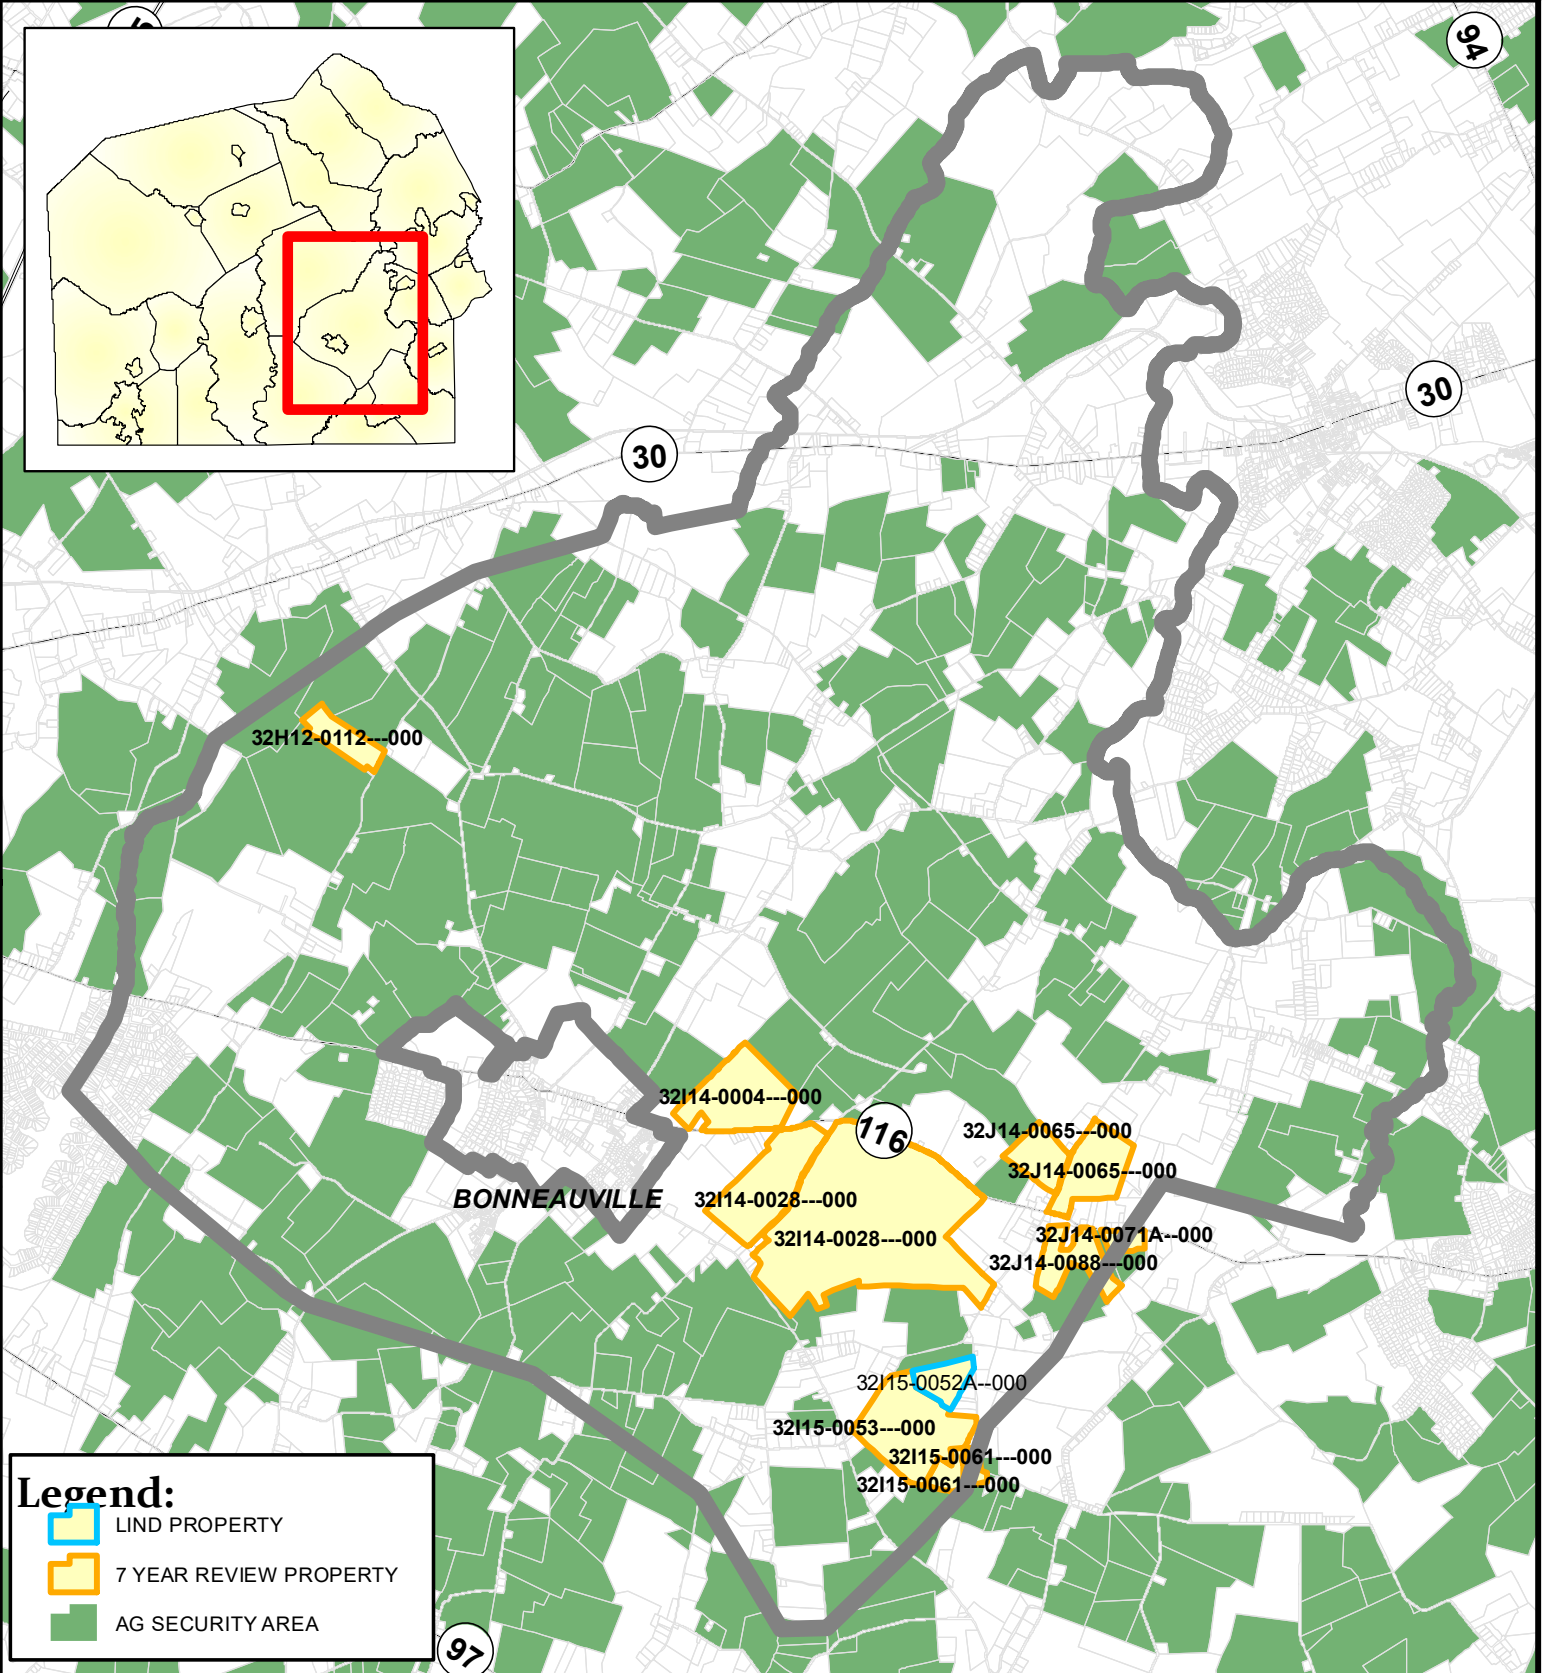 94
30
30
32H12-0112---000
32I14-0004---000
116
32J14-0065---000
32J14-0065---000
BONNEAUVILLE
32I14-0028---000
32I14-0028---000
32J14-0071A--000
32J14-0088---000
32I15-0052A--000
32I15-0053---000
32I15-0061---000
32I15-0061---000
Legend:
LIND PROPERTY
7 YEAR REVIEW PROPERTY
AG SECURITY AREA
97